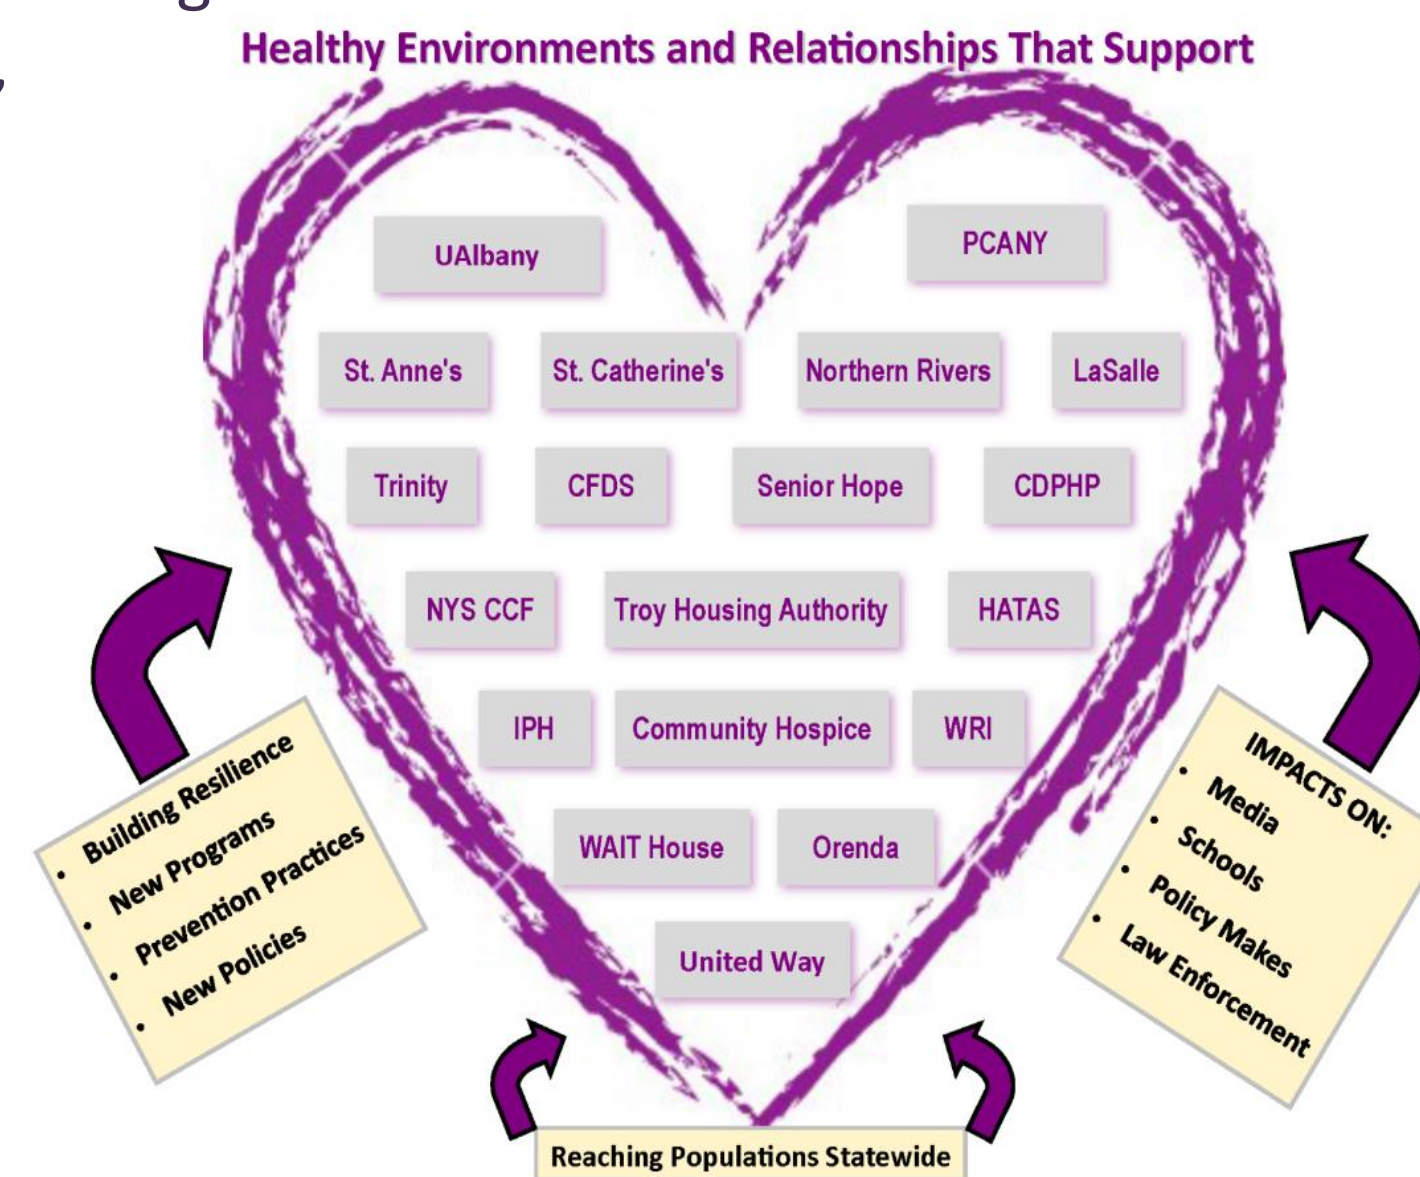 g
,
Healthy Environments and Relationships That Support
UAlbany
PCANY
St. Anne's
St. Catherine's
Northern Rivers
LaSalle
Trinity
CFDS
Senior Hope
CDPHP
NYS CCF
Troy Housing Authority
HATAS
IPH
Community Hospice
WRI
WAIT House
Orenda
United Way
• Building Resilience
• New Programs
• Prevention Practices
• New Policies
IMPACTS ON:
• Media
• Schools
• Policy Makes
• Law Enforcement
Reaching Populations Statewide